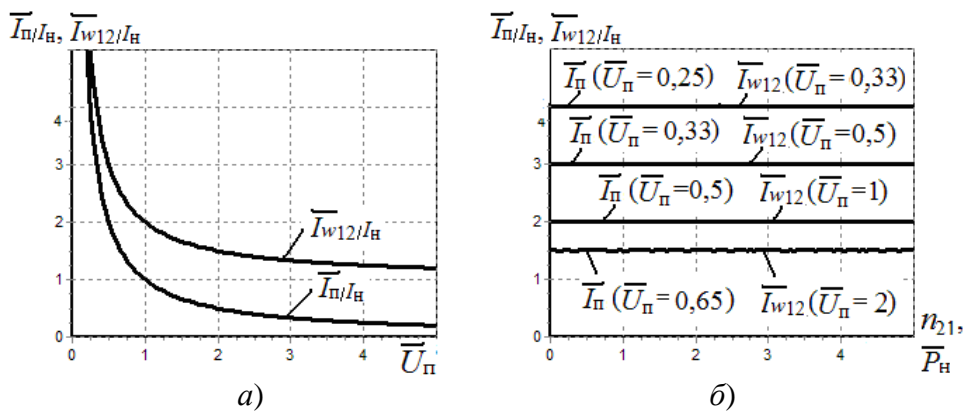 I̅п/Iн, I̅w12/Iн
4
3
2
1
0
I̅w12/Iн
I̅п/Iн
0 1 2 3 4
U̅п
а)
I̅п/Iн, I̅w12/Iн
I̅п (U̅п = 0,25) I̅w12 (U̅п = 0,33)
4
I̅п (U̅п = 0,33) I̅w12 (U̅п = 0,5)
3
I̅п (U̅п = 0,5) I̅w12 (U̅п = 1)
2
1
I̅п (U̅п = 0,65) I̅w12 (U̅п = 2)
0
0 1 2 3 4
n21,
P̅н
б)